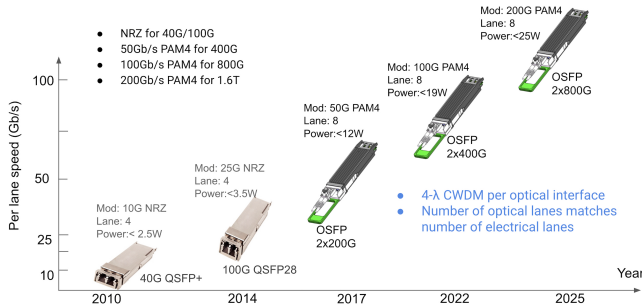 NRZ for 40G/100G
50Gb/s PAM4 for 400G
100Gb/s PAM4 for 800G
200Gb/s PAM4 for 1.6T
Mod: 200G PAM4
Lane: 8
Power:<25W
OSFP
2x800G
Mod: 100G PAM4
Lane: 8
Power:<19W
OSFP
2x400G
Mod: 50G PAM4
Lane: 8
Power:<12W
OSFP
2x200G
Mod: 25G NRZ
Lane: 4
Power:<3.5W
100G QSFP28
Mod: 10G NRZ
Lane: 4
Power:< 2.5W
40G QSFP+
4-λ CWDM per optical interface
Number of optical lanes matches
number of electrical lanes
Per lane speed (Gb/s)
100
50
25
10
Year
2010
2014
2017
2022
2025